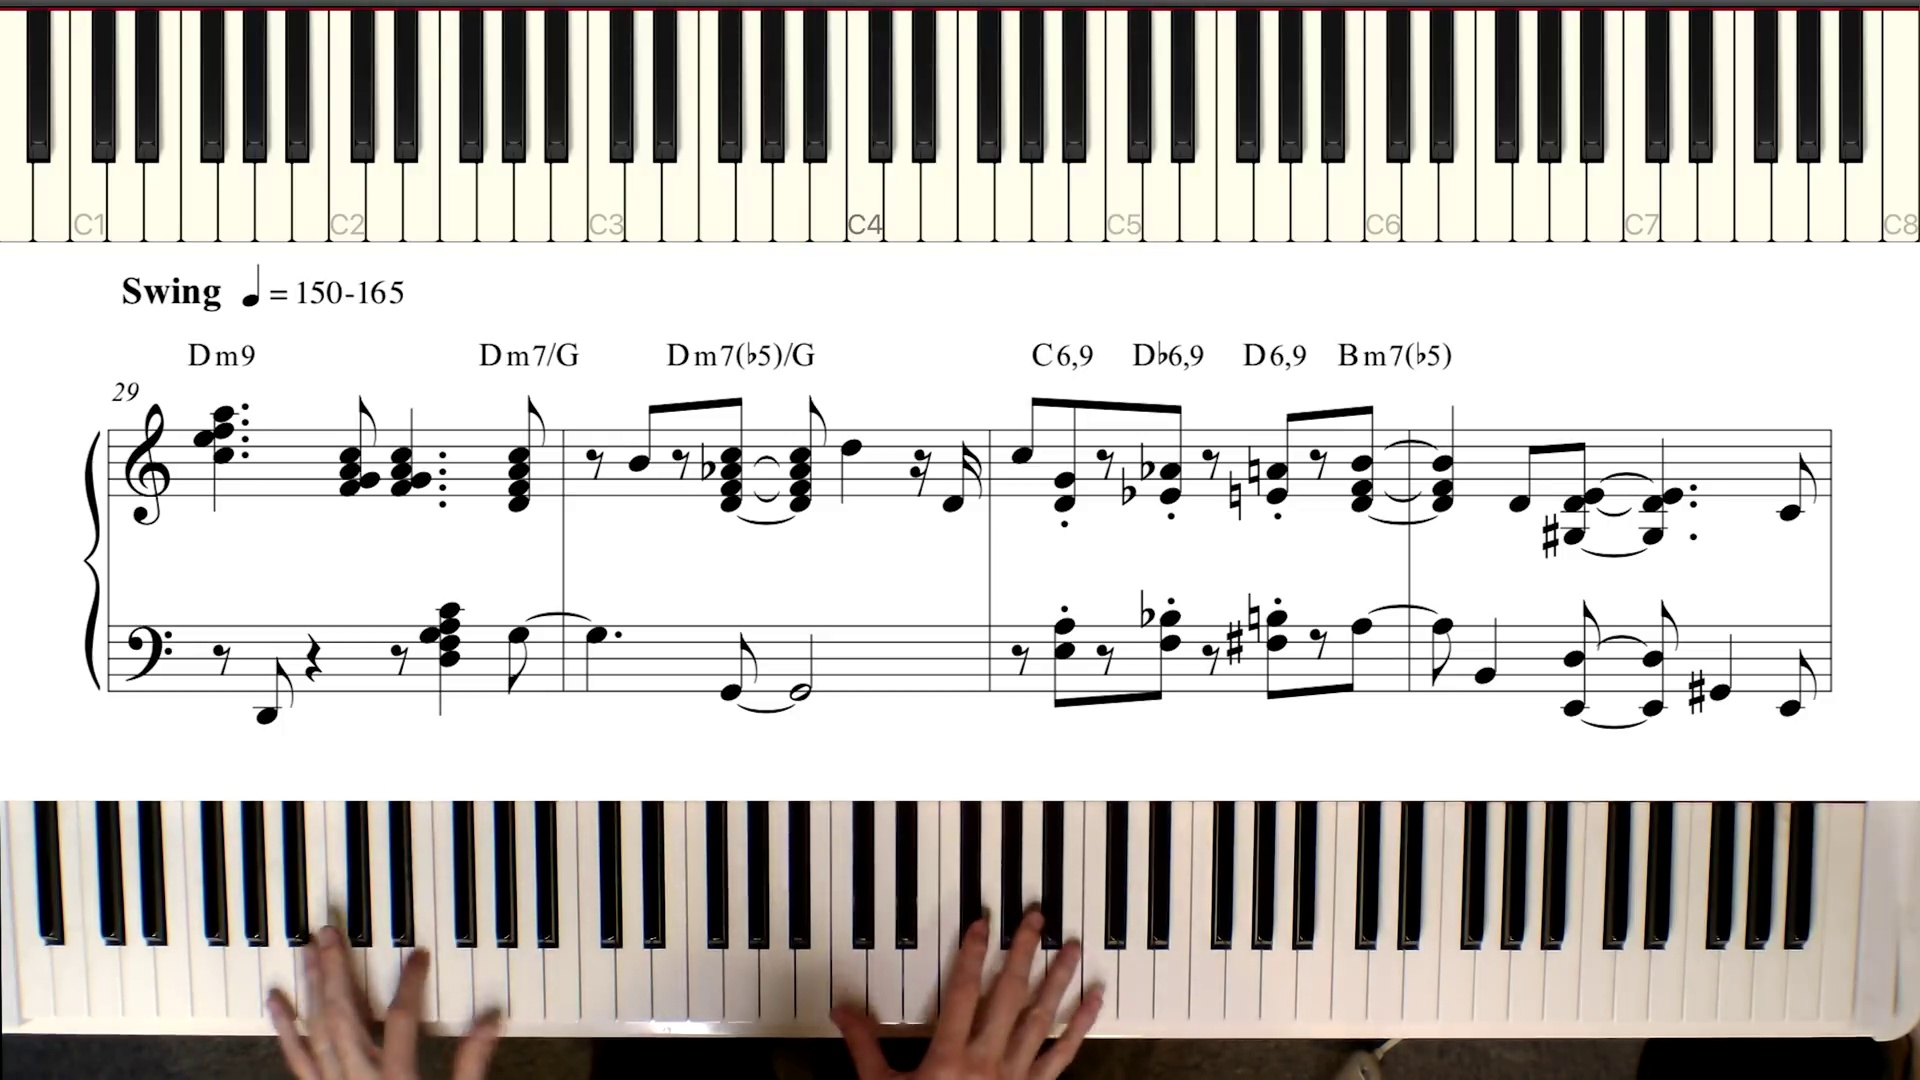 C1 C2 C3 C4 C5 C6 C7 C8
Swing ♩ = 150-165
Dm9 Dm7/G Dm7(♭5)/G C6,9 D♭6,9 D6,9 Bm7(♭5)
29